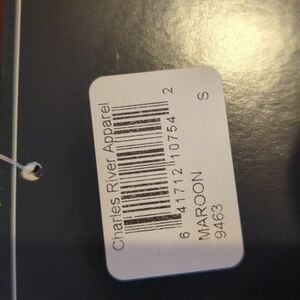 Charles River Apparel
6 41712 10754 2
MAROON S
9463